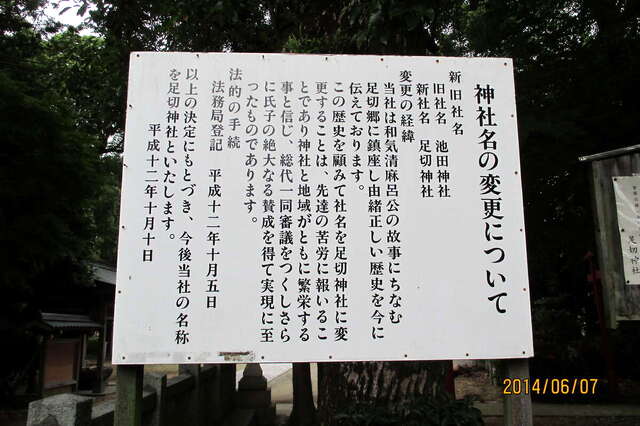 神社名の変更について
新旧社名
旧社名 池田神社
新社名 足切神社
変更の経緯
当社は和気清麻呂公の故事にちなむ
足切郷に鎮座し由緒正しい歴史を今に
伝えております。
この歴史を顧みて社名を足切神社に変
更することは、先達の苦労に報いるこ
とであり神社と地域がともに繁栄する
事と信じ、総代一同審議をつくしさら
に氏子の絶大なる賛成を得て実現に至
ったものであります。
法的の手続
法務局登記 平成十二年十月五日
以上の決定にもとづき、今後当社の名称
を足切神社といたします。
平成十二年十月十日
足切神社
2014/06/07